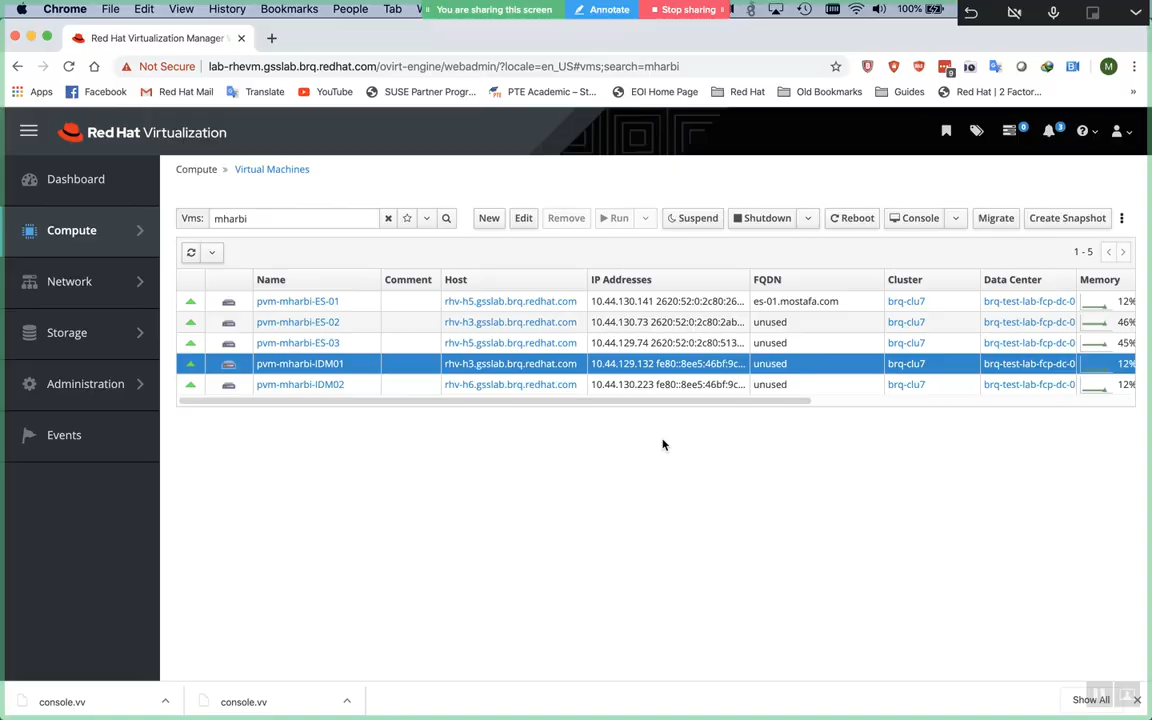 Chrome File Edit View History Bookmarks People Tab You are sharing this screen Annotate Stop sharing 100%
Red Hat Virtualization Manager
Not Secure lab-rhevm.gsslab.brq.redhat.com/ovirt-engine/webadmin/?locale=en_US#vms;search=mharbi 9 M
Apps Facebook Red Hat Mail Translate YouTube SUSE Partner Progr... PTE Academic – St... EOI Home Page Red Hat Old Bookmarks Guides Red Hat | 2 Factor... »
Red Hat Virtualization 0 3
Compute » Virtual Machines
Dashboard
Compute
Network
Storage
Administration
Events
Vms: mharbi New Edit Remove Run Suspend Shutdown Reboot Console Migrate Create Snapshot
1 - 5
Name Comment Host IP Addresses FQDN Cluster Data Center Memory
pvm-mharbi-ES-01 rhv-h5.gsslab.brq.redhat.com 10.44.130.141 2620:52:0:2c80:26... es-01.mostafa.com brq-clu7 brq-test-lab-fcp-dc-0 12%
pvm-mharbi-ES-02 rhv-h3.gsslab.brq.redhat.com 10.44.130.73 2620:52:0:2c80:2ab... unused brq-clu7 brq-test-lab-fcp-dc-0 46%
pvm-mharbi-ES-03 rhv-h5.gsslab.brq.redhat.com 10.44.129.74 2620:52:0:2c80:513... unused brq-clu7 brq-test-lab-fcp-dc-0 45%
pvm-mharbi-IDM01 rhv-h3.gsslab.brq.redhat.com 10.44.129.132 fe80::8ee5:46bf:9c... unused brq-clu7 brq-test-lab-fcp-dc-0 12%
pvm-mharbi-IDM02 rhv-h6.gsslab.brq.redhat.com 10.44.130.223 fe80::8ee5:46bf:9c... unused brq-clu7 brq-test-lab-fcp-dc-0 12%
console.vv console.vv Show All